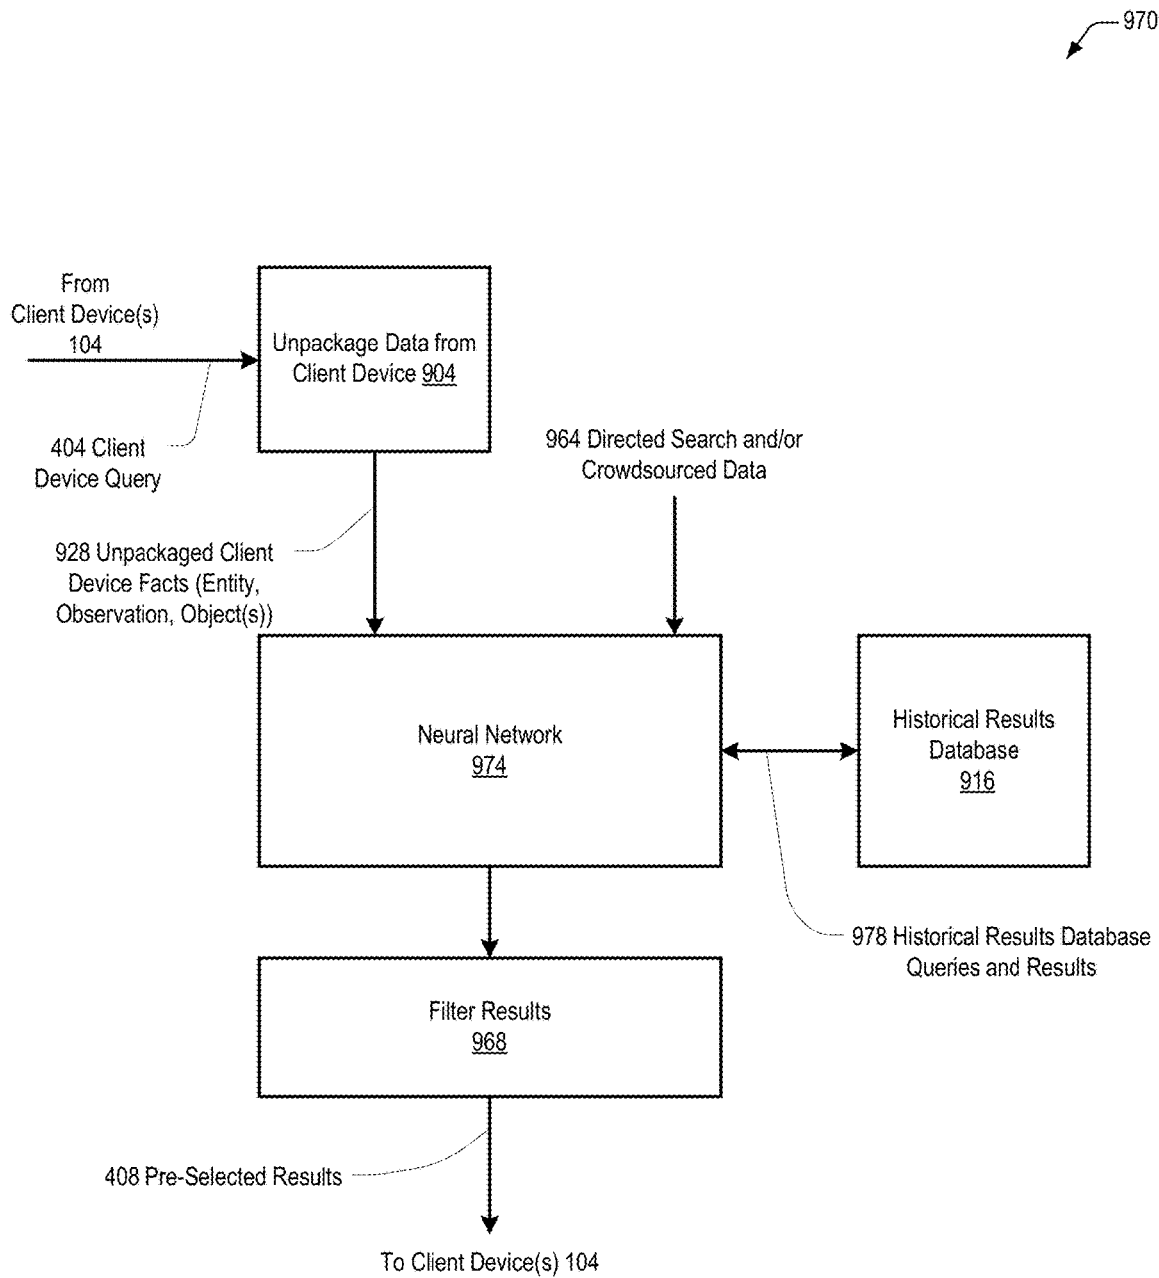 970
From
Client Device(s)
104
Unpackage Data from
Client Device 904
404 Client
Device Query
964 Directed Search and/or
Crowdsourced Data
928 Unpackaged Client
Device Facts (Entity,
Observation, Object(s))
Neural Network
974
Historical Results
Database
916
978 Historical Results Database
Queries and Results
Filter Results
968
408 Pre-Selected Results
To Client Device(s) 104